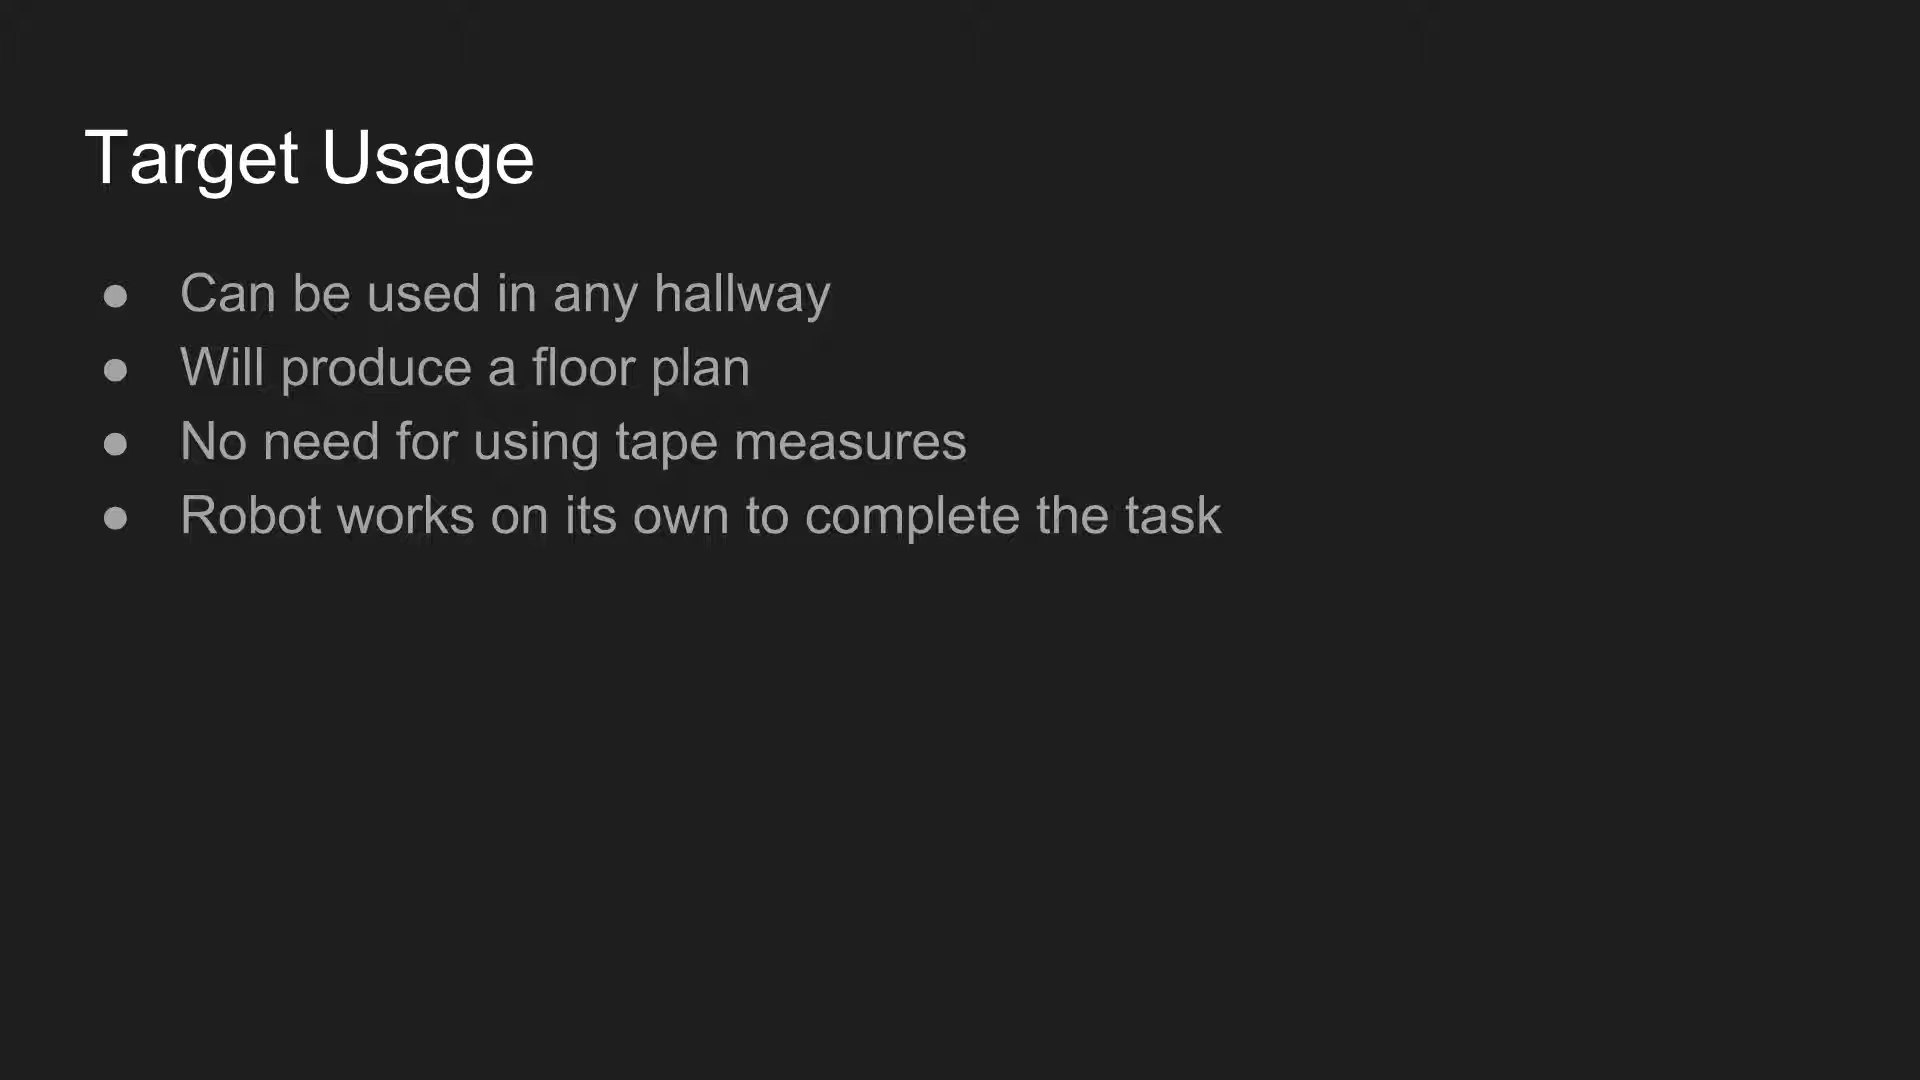 Target Usage
● Can be used in any hallway
● Will produce a floor plan
● No need for using tape measures
● Robot works on its own to complete the task